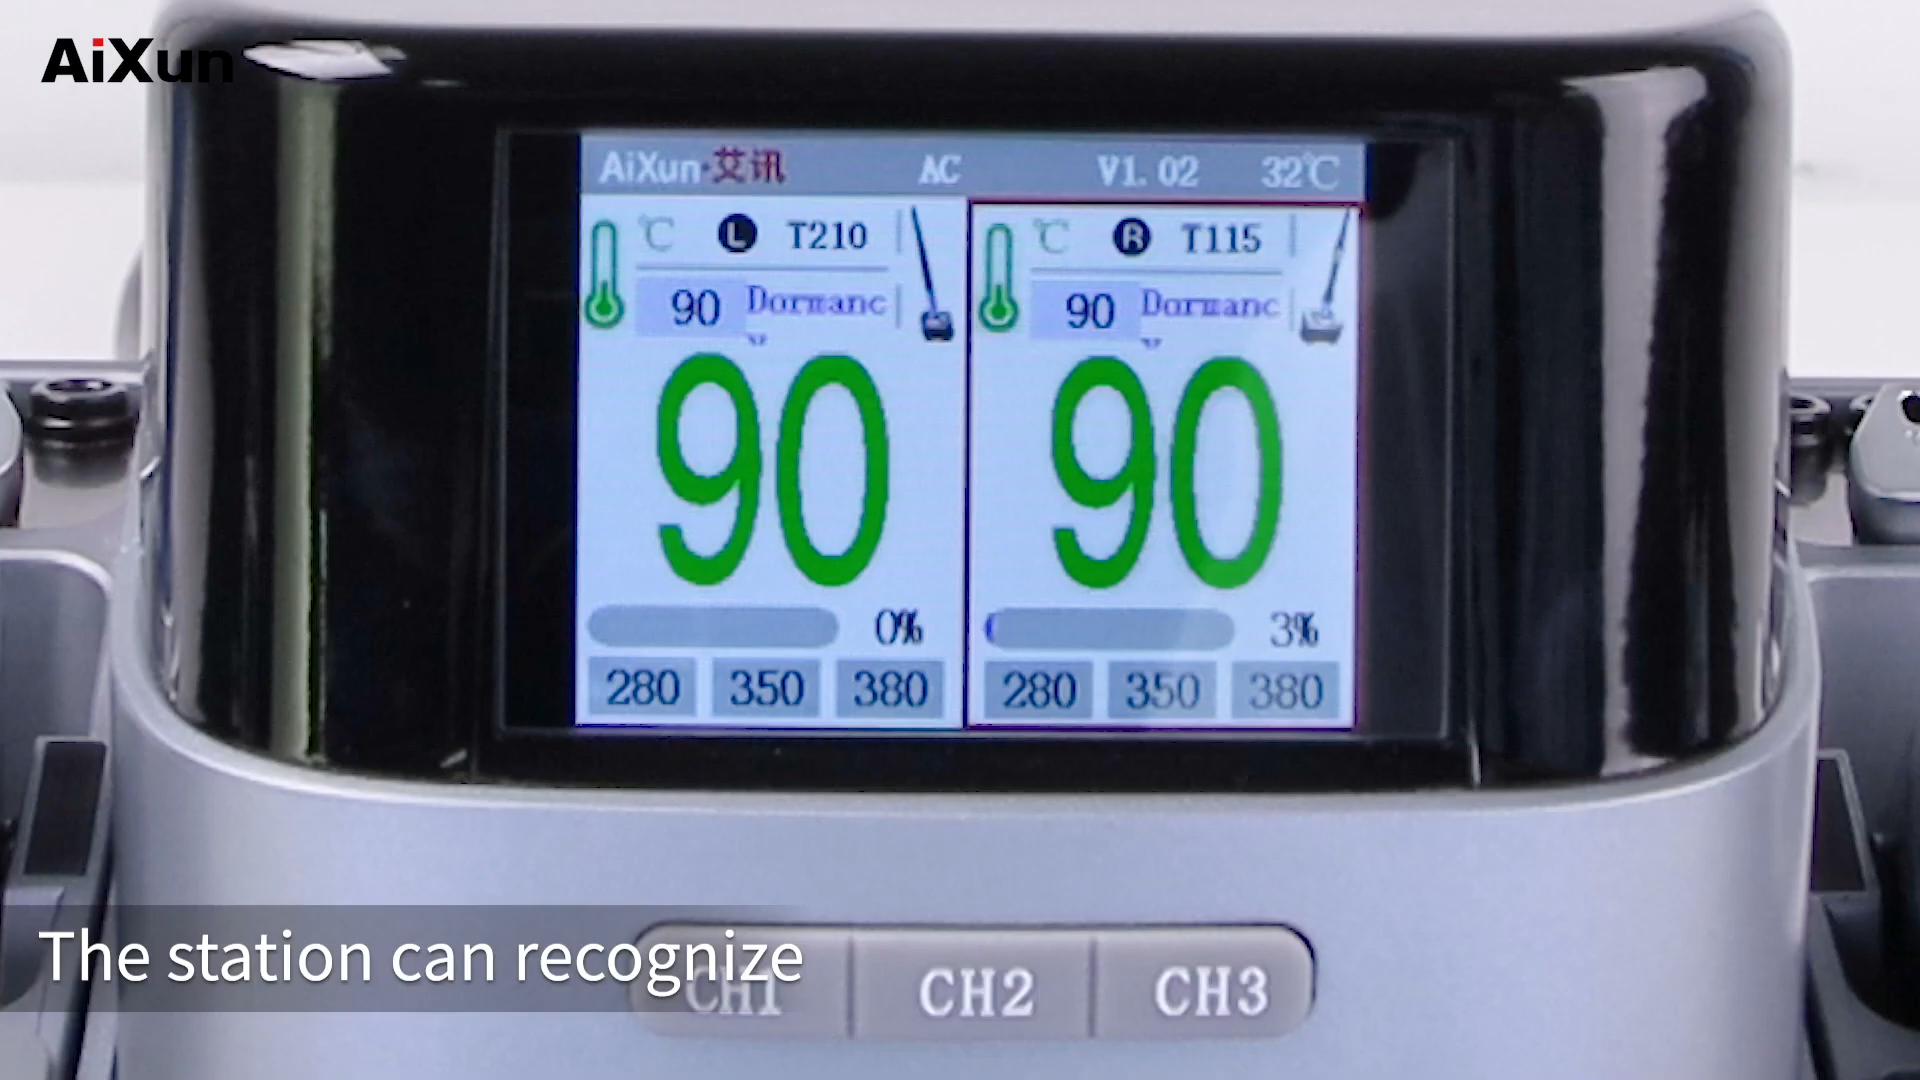 AiXun
AiXun·艾讯 AC V1.02 32℃
℃ L T210
90 Dormanc
y
90
0%
280 350 380
℃ R T115
90 Dormanc
y
90
3%
280 350 380
The station can recognize
CH1 CH2 CH3